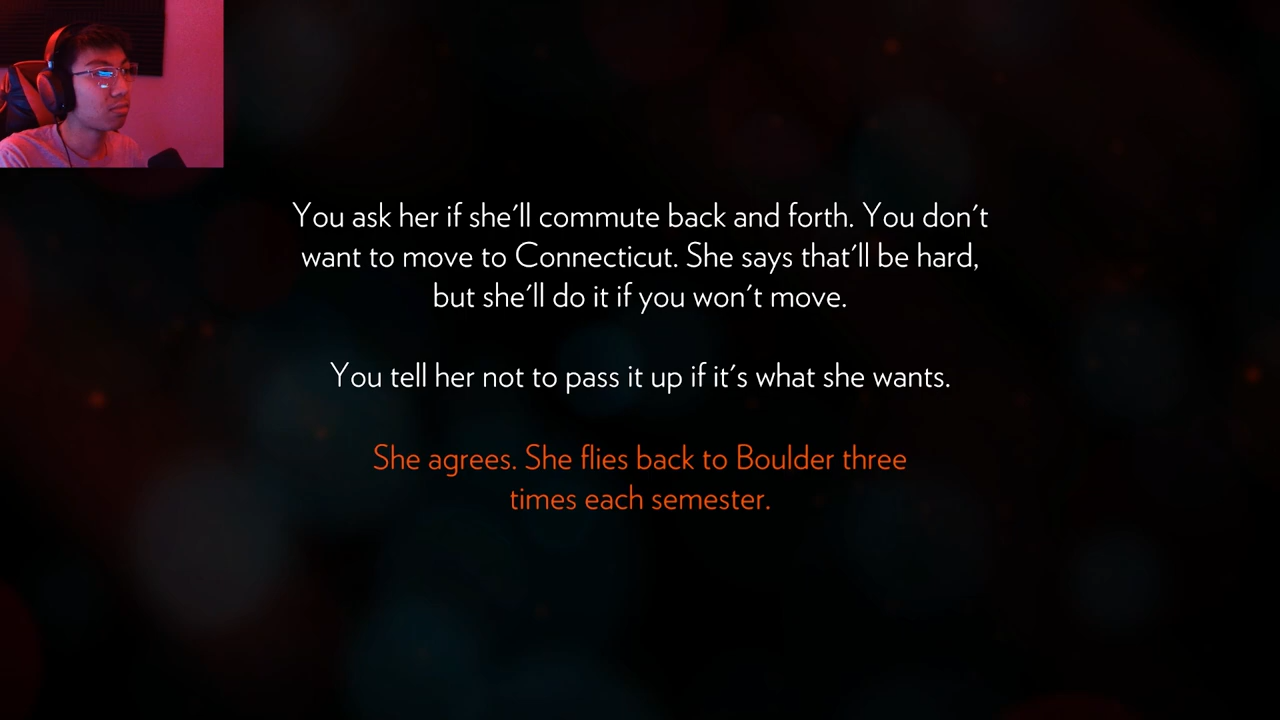 You ask her if she'll commute back and forth. You don't
want to move to Connecticut. She says that'll be hard,
but she'll do it if you won't move.
You tell her not to pass it up if it's what she wants.
She agrees. She flies back to Boulder three
times each semester.